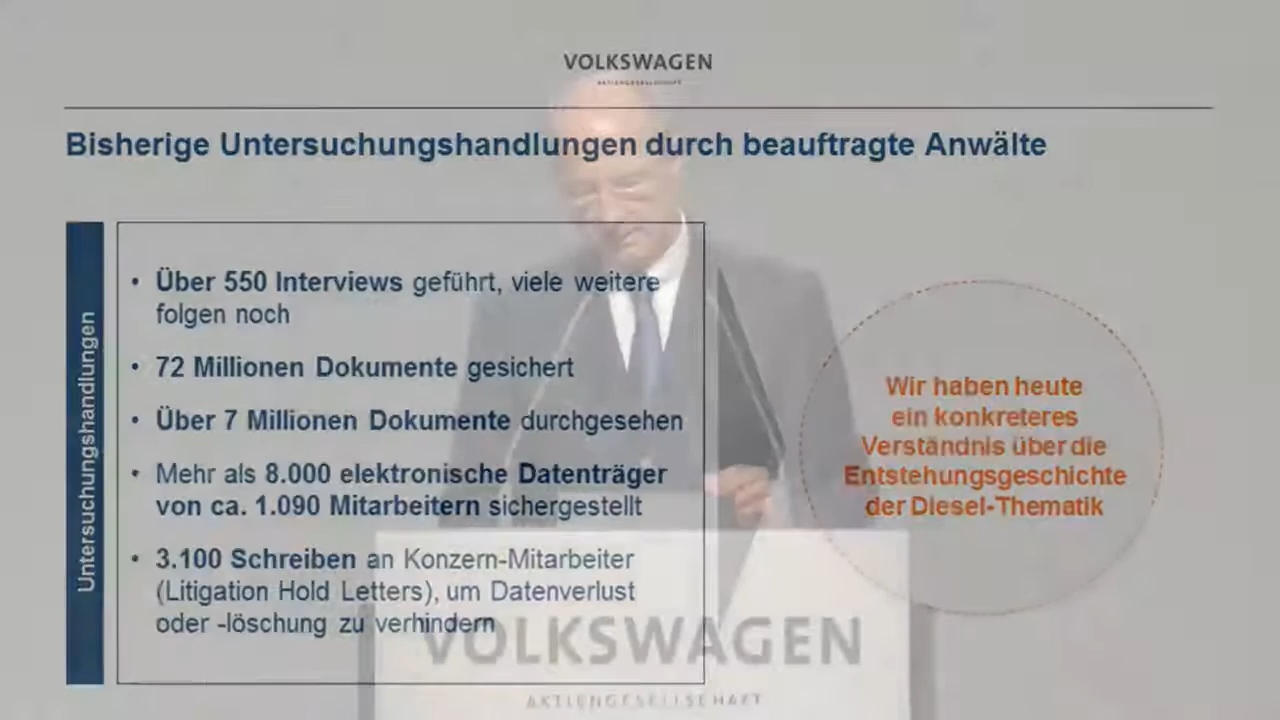 VOLKSWAGEN
AKTIENGESELLSCHAFT
Bisherige Untersuchungshandlungen durch beauftragte Anwälte
Untersuchungshandlungen
• Über 550 Interviews geführt, viele weitere
folgen noch
• 72 Millionen Dokumente gesichert
• Über 7 Millionen Dokumente durchgesehen
• Mehr als 8.000 elektronische Datenträger
von ca. 1.090 Mitarbeitern sichergestellt
• 3.100 Schreiben an Konzern-Mitarbeiter
(Litigation Hold Letters), um Datenverlust
oder -löschung zu verhindern
Wir haben heute
ein konkreteres
Verständnis über die
Entstehungsgeschichte
der Diesel-Thematik
VOLKSWAGEN
AKTIENGESELLSCHAFT